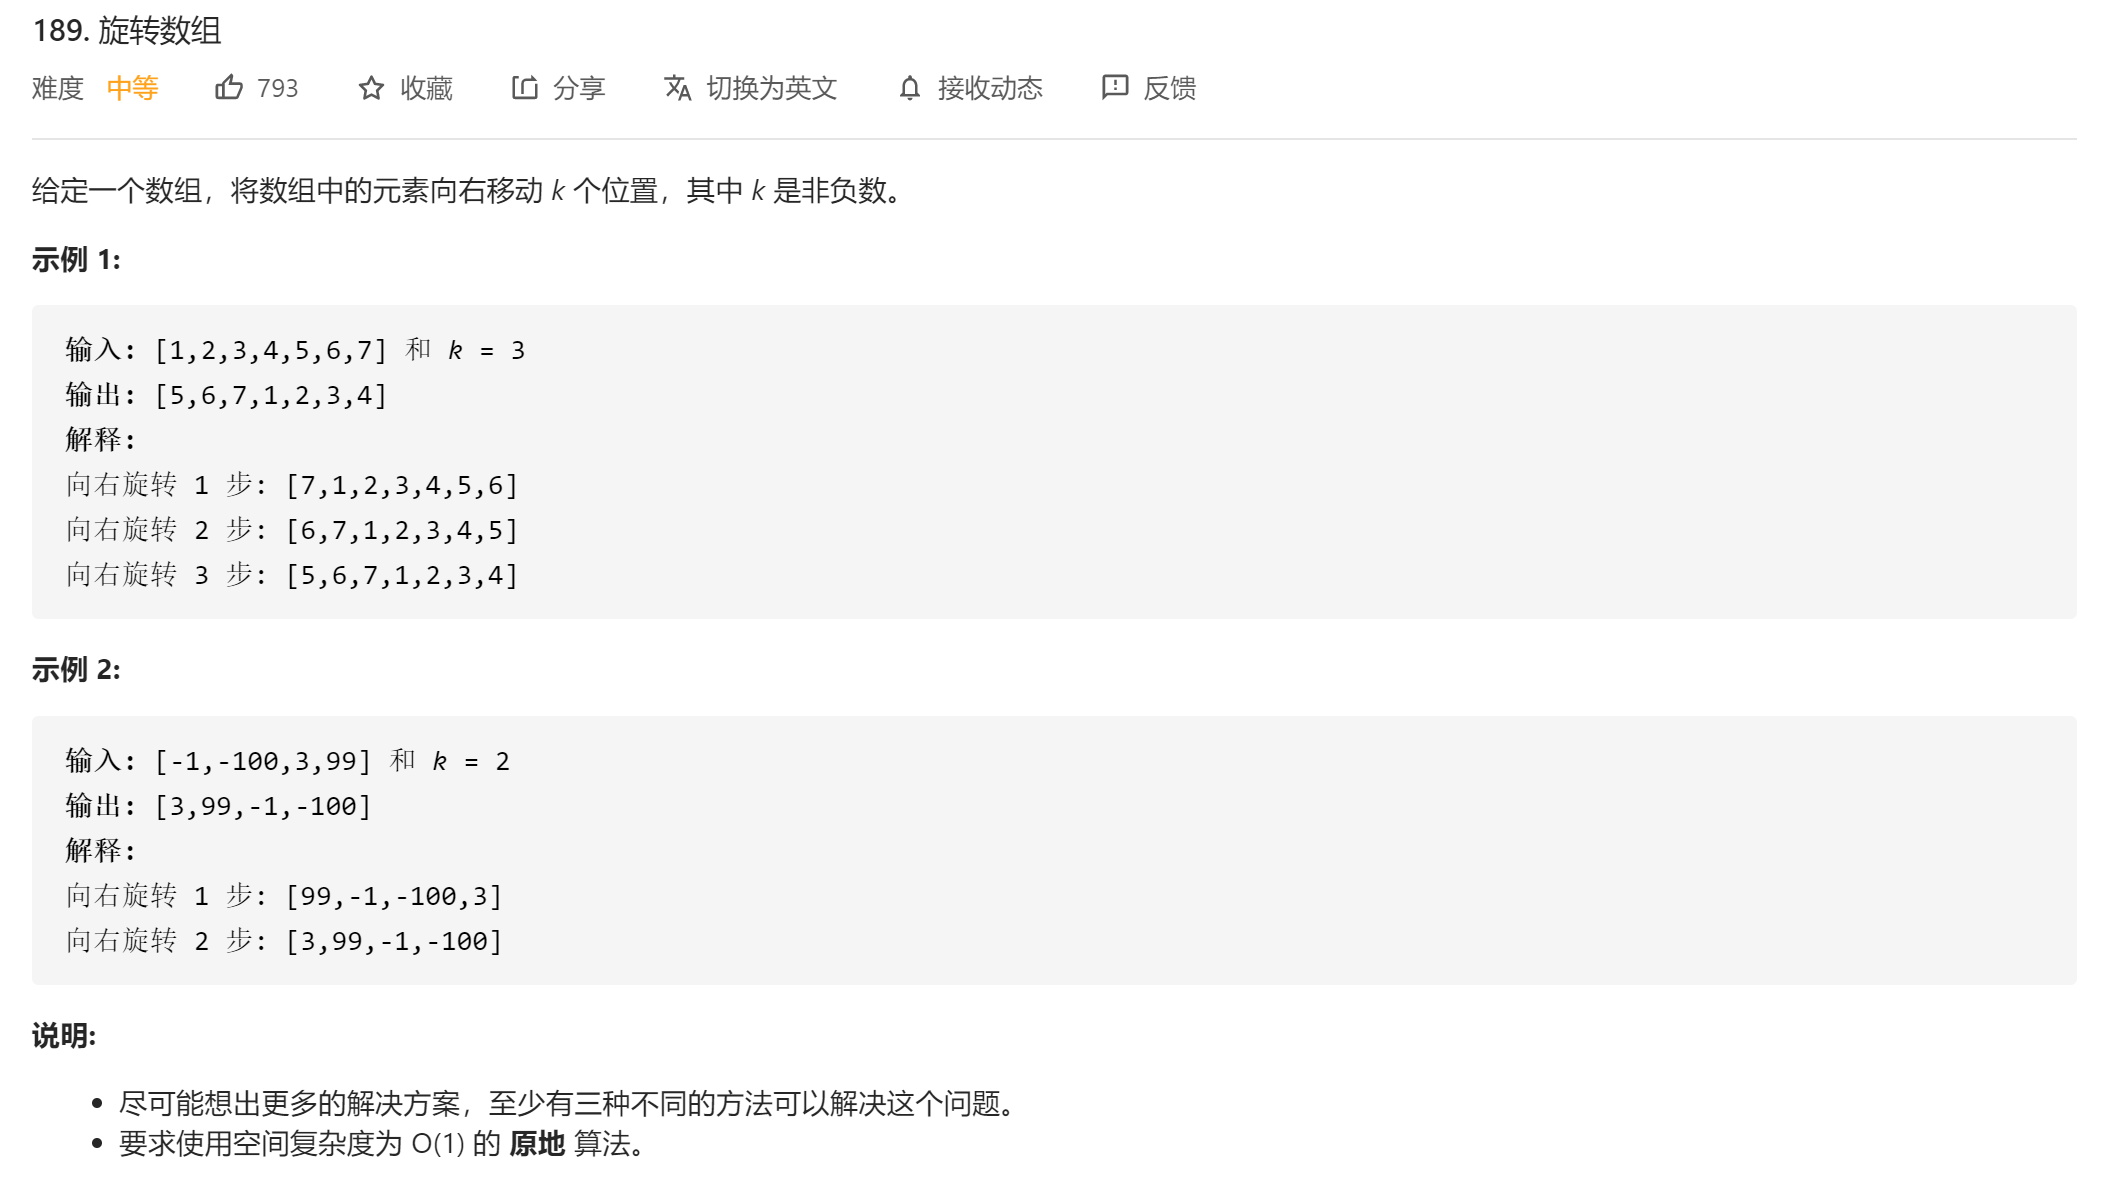 189. 旋转数组
难度 中等 793 收藏 分享 切换为英文 接收动态 反馈
给定一个数组，将数组中的元素向右移动 k 个位置，其中 k 是非负数。
示例 1:
输入: [1,2,3,4,5,6,7] 和 k = 3
输出: [5,6,7,1,2,3,4]
解释:
向右旋转 1 步: [7,1,2,3,4,5,6]
向右旋转 2 步: [6,7,1,2,3,4,5]
向右旋转 3 步: [5,6,7,1,2,3,4]
示例 2:
输入: [-1,-100,3,99] 和 k = 2
输出: [3,99,-1,-100]
解释:
向右旋转 1 步: [99,-1,-100,3]
向右旋转 2 步: [3,99,-1,-100]
说明:
• 尽可能想出更多的解决方案，至少有三种不同的方法可以解决这个问题。
• 要求使用空间复杂度为 O(1) 的 原地 算法。